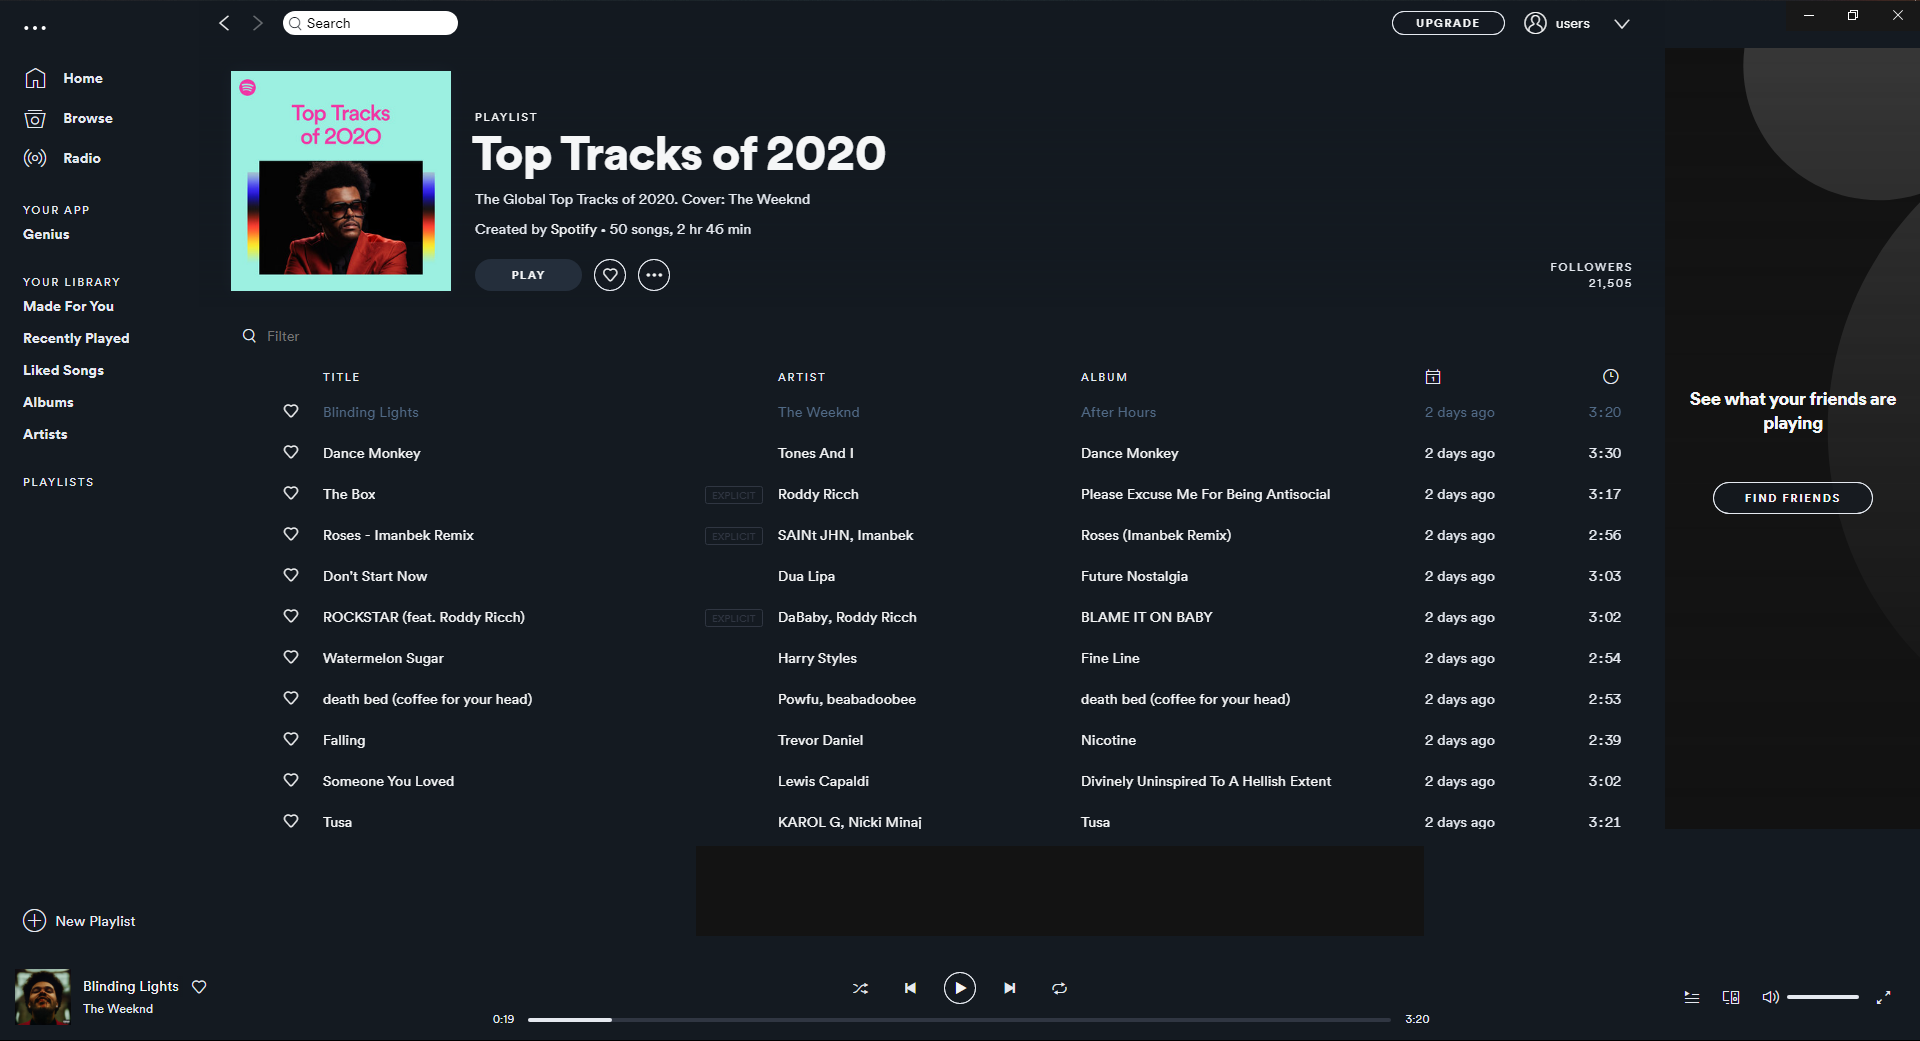 Search
UPGRADE
users
Home
Browse
Radio
YOUR APP
Genius
YOUR LIBRARY
Made For You
Recently Played
Liked Songs
Albums
Artists
PLAYLISTS
New Playlist
Top Tracks
of 2020
PLAYLIST
Top Tracks of 2020
The Global Top Tracks of 2020. Cover: The Weeknd
Created by Spotify • 50 songs, 2 hr 46 min
PLAY
FOLLOWERS
21,505
Filter
TITLE ARTIST ALBUM
Blinding Lights The Weeknd After Hours 2 days ago 3:20
Dance Monkey Tones And I Dance Monkey 2 days ago 3:30
The Box EXPLICIT Roddy Ricch Please Excuse Me For Being Antisocial 2 days ago 3:17
Roses - Imanbek Remix EXPLICIT SAINt JHN, Imanbek Roses (Imanbek Remix) 2 days ago 2:56
Don't Start Now Dua Lipa Future Nostalgia 2 days ago 3:03
ROCKSTAR (feat. Roddy Ricch) EXPLICIT DaBaby, Roddy Ricch BLAME IT ON BABY 2 days ago 3:02
Watermelon Sugar Harry Styles Fine Line 2 days ago 2:54
death bed (coffee for your head) Powfu, beabadoobee death bed (coffee for your head) 2 days ago 2:53
Falling Trevor Daniel Nicotine 2 days ago 2:39
Someone You Loved Lewis Capaldi Divinely Uninspired To A Hellish Extent 2 days ago 3:02
Tusa KAROL G, Nicki Minaj Tusa 2 days ago 3:21
See what your friends are
playing
FIND FRIENDS
Blinding Lights
The Weeknd
0:19 3:20